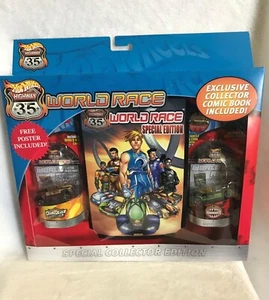 Hot Wheels
HIGHWAY
35
WORLD RACE
FREE
POSTER
INCLUDED!
EXCLUSIVE
COLLECTOR
COMIC BOOK
INCLUDED!
HIGHWAY
35
WORLD RACE
SPECIAL EDITION
SPECIAL COLLECTOR EDITION